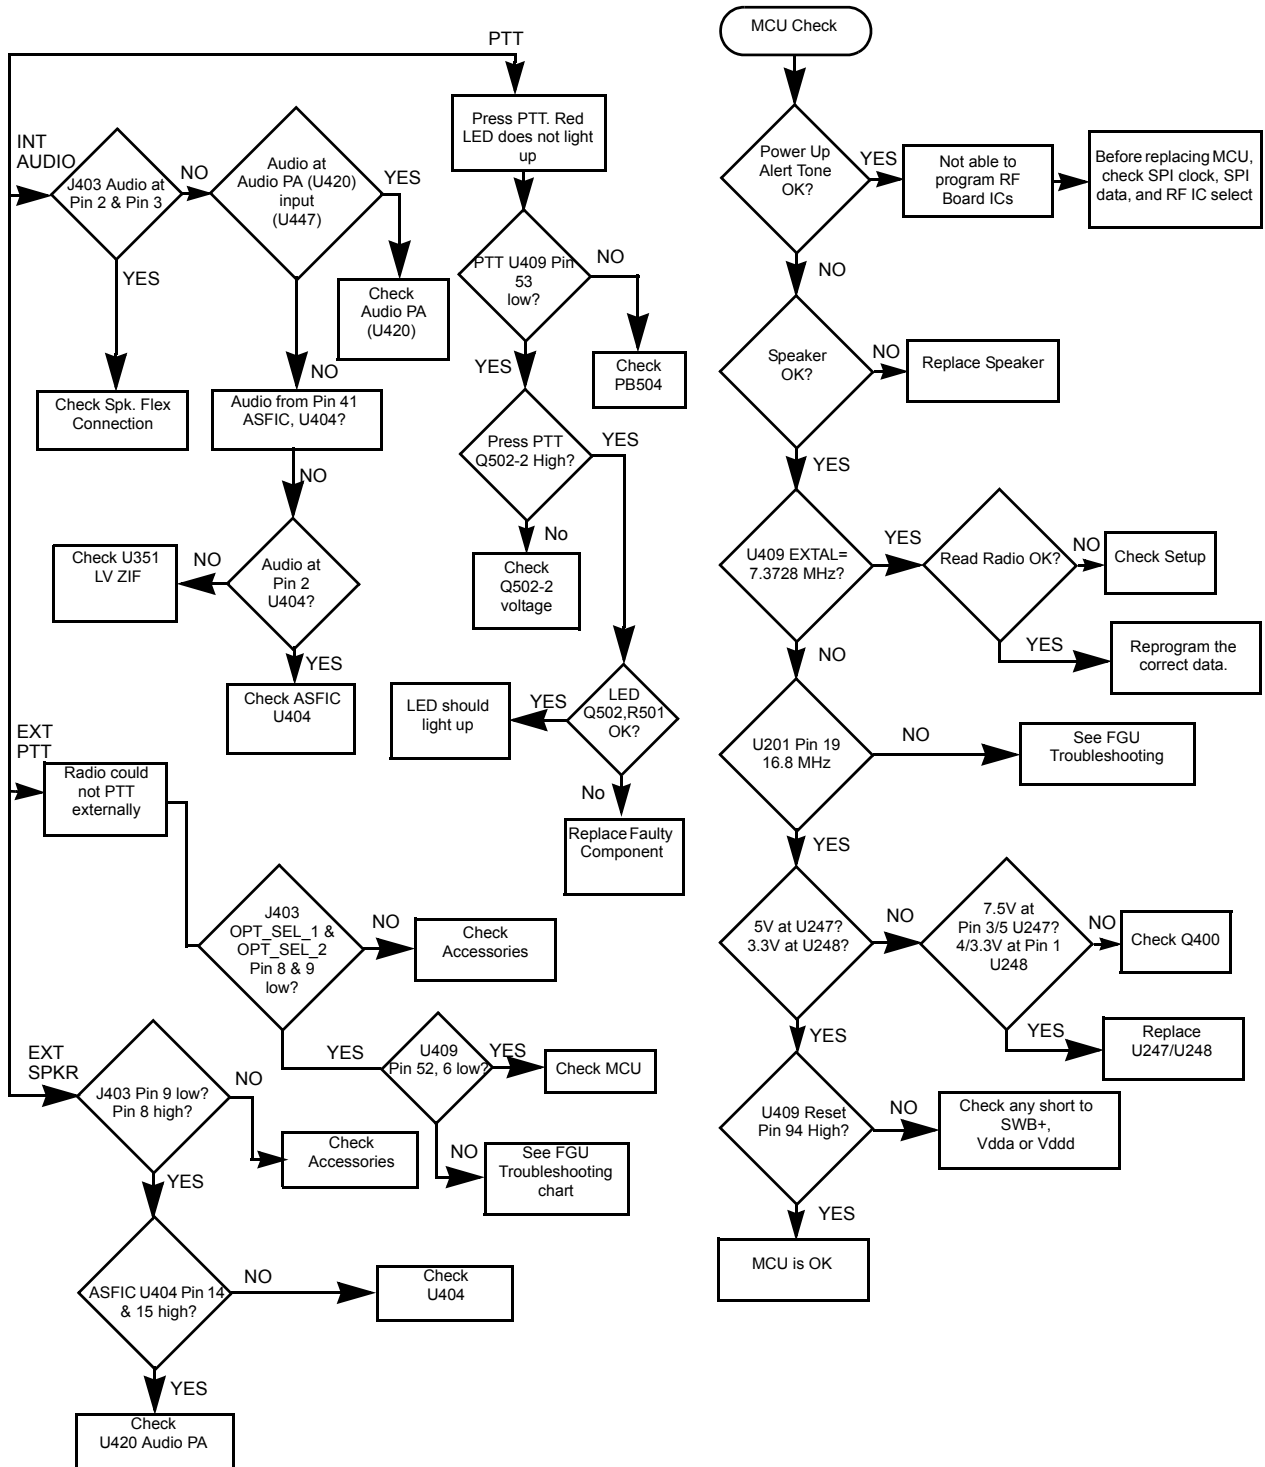 PTT
Press PTT. Red
LED does not light
up
INT
AUDIO
J403 Audio at
Pin 2 & Pin 3
NO
Audio at
Audio PA (U420)
input
(U447)
YES
YES
Check
Audio PA
(U420)
PTT U409 Pin
53
low?
NO
Check
PB504
YES
Check Spk. Flex
Connection
NO
Audio from Pin 41
ASFIC, U404?
NO
Press PTT
Q502-2 High?
YES
No
Check
Q502-2
voltage
Check U351
LV ZIF
NO
Audio at
Pin 2
U404?
YES
Check ASFIC
U404
LED should
light up
YES
LED
Q502,R501
OK?
No
Replace Faulty
Component
EXT
PTT
Radio could
not PTT
externally
J403
OPT_SEL_1 &
OPT_SEL_2
Pin 8 & 9
low?
NO
Check
Accessories
YES
U409
Pin 52, 6 low?
YES
Check MCU
NO
See FGU
Troubleshooting
chart
EXT
SPKR
J403 Pin 9 low?
Pin 8 high?
NO
Check
Accessories
YES
ASFIC U404 Pin 14
& 15 high?
NO
Check
U404
YES
Check
U420 Audio PA
MCU Check
Power Up
Alert Tone
OK?
YES
Not able to
program RF
Board ICs
Before replacing MCU,
check SPI clock, SPI
data, and RF IC select
NO
Speaker
OK?
NO
Replace Speaker
YES
U409 EXTAL=
7.3728 MHz?
YES
Read Radio OK?
NO
Check Setup
YES
Reprogram the
correct data.
NO
U201 Pin 19
16.8 MHz
NO
See FGU
Troubleshooting
YES
5V at U247?
3.3V at U248?
NO
7.5V at
Pin 3/5 U247?
4/3.3V at Pin 1
U248
NO
Check Q400
YES
Replace
U247/U248
YES
U409 Reset
Pin 94 High?
NO
Check any short to
SWB+,
Vdda or Vddd
YES
MCU is OK